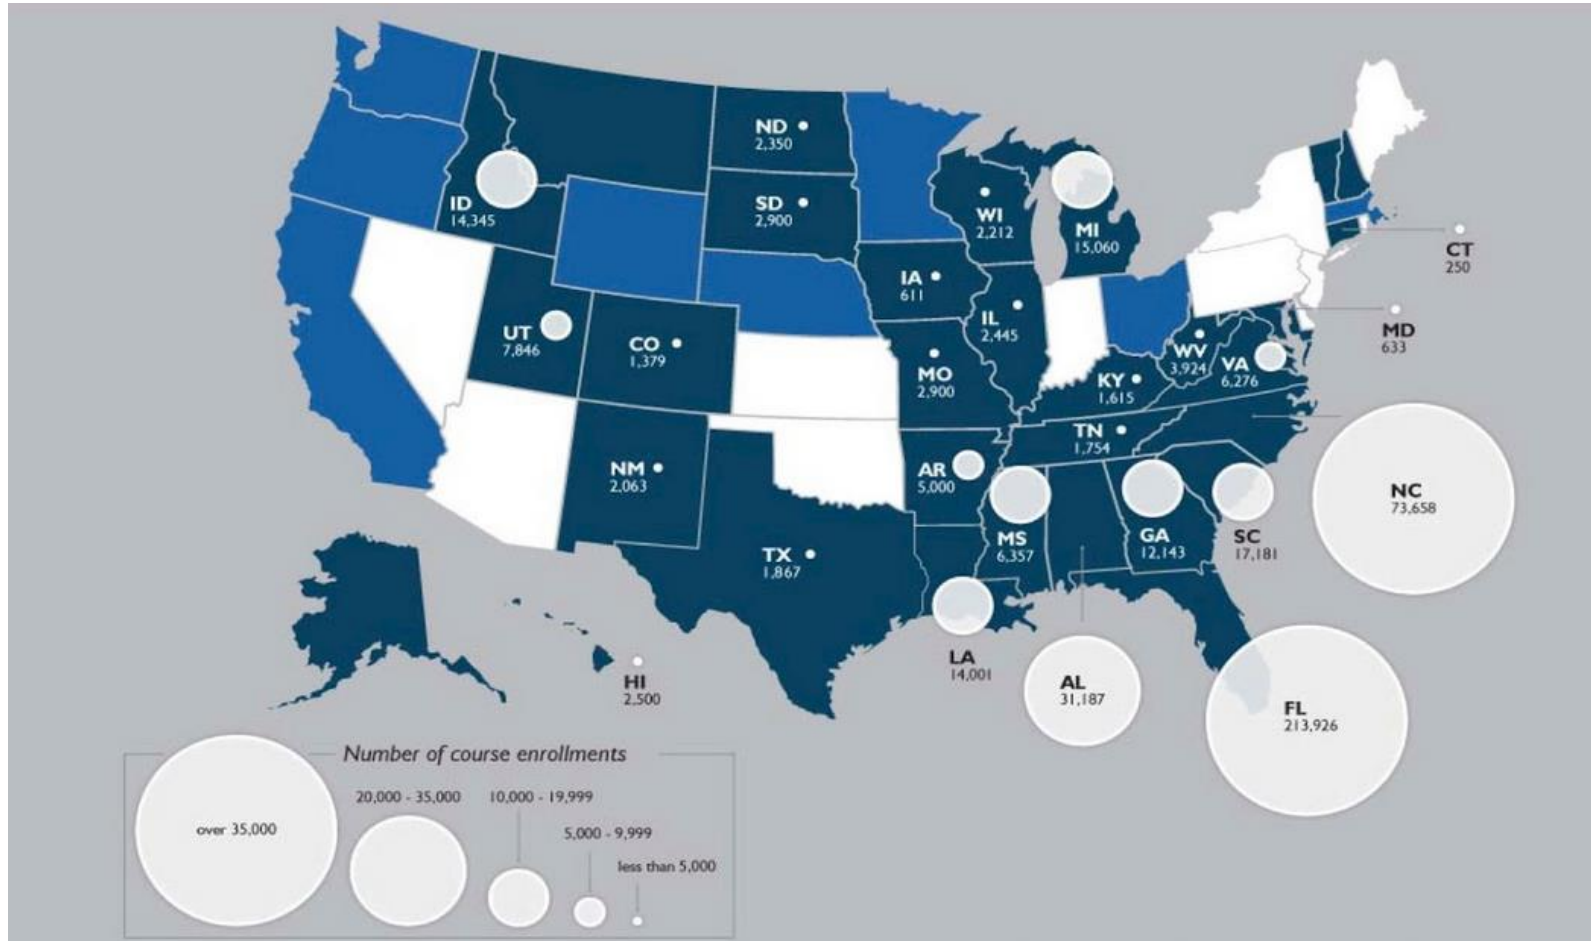 ND
2,350
SD
2,900
ID
14,345
WI
2,212
MI
15,060
CT
250
IA
611
IL
2,445
UT
7,846
CO
1,379
MO
2,900
WV
3,924
VA
6,276
MD
633
KY
1,615
TN
1,754
NM
2,063
AR
5,000
NC
73,658
TX
1,867
MS
6,357
GA
12,143
SC
17,181
LA
14,001
HI
2,500
AL
31,187
FL
213,926
Number of course enrollments
over 35,000
20,000 - 35,000
10,000 - 19,999
5,000 - 9,999
less than 5,000